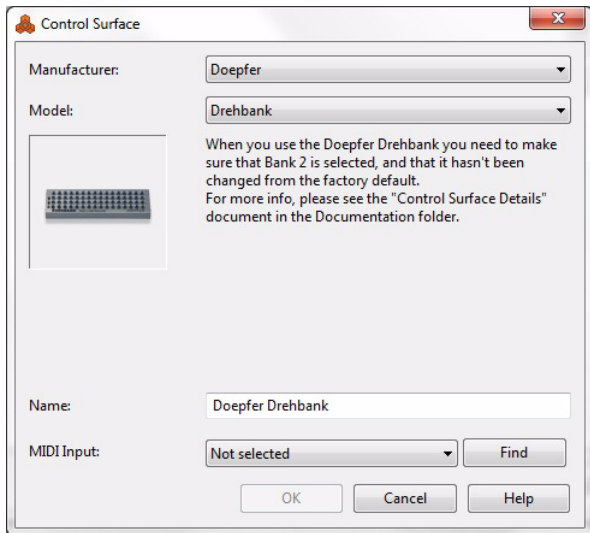 Control Surface
Manufacturer: Doepfer
Model: Drehbank
When you use the Doepfer Drehbank you need to make
sure that Bank 2 is selected, and that it hasn't been
changed from the factory default.
For more info, please see the "Control Surface Details"
document in the Documentation folder.
Name: Doepfer Drehbank
MIDI Input: Not selected Find
OK Cancel Help